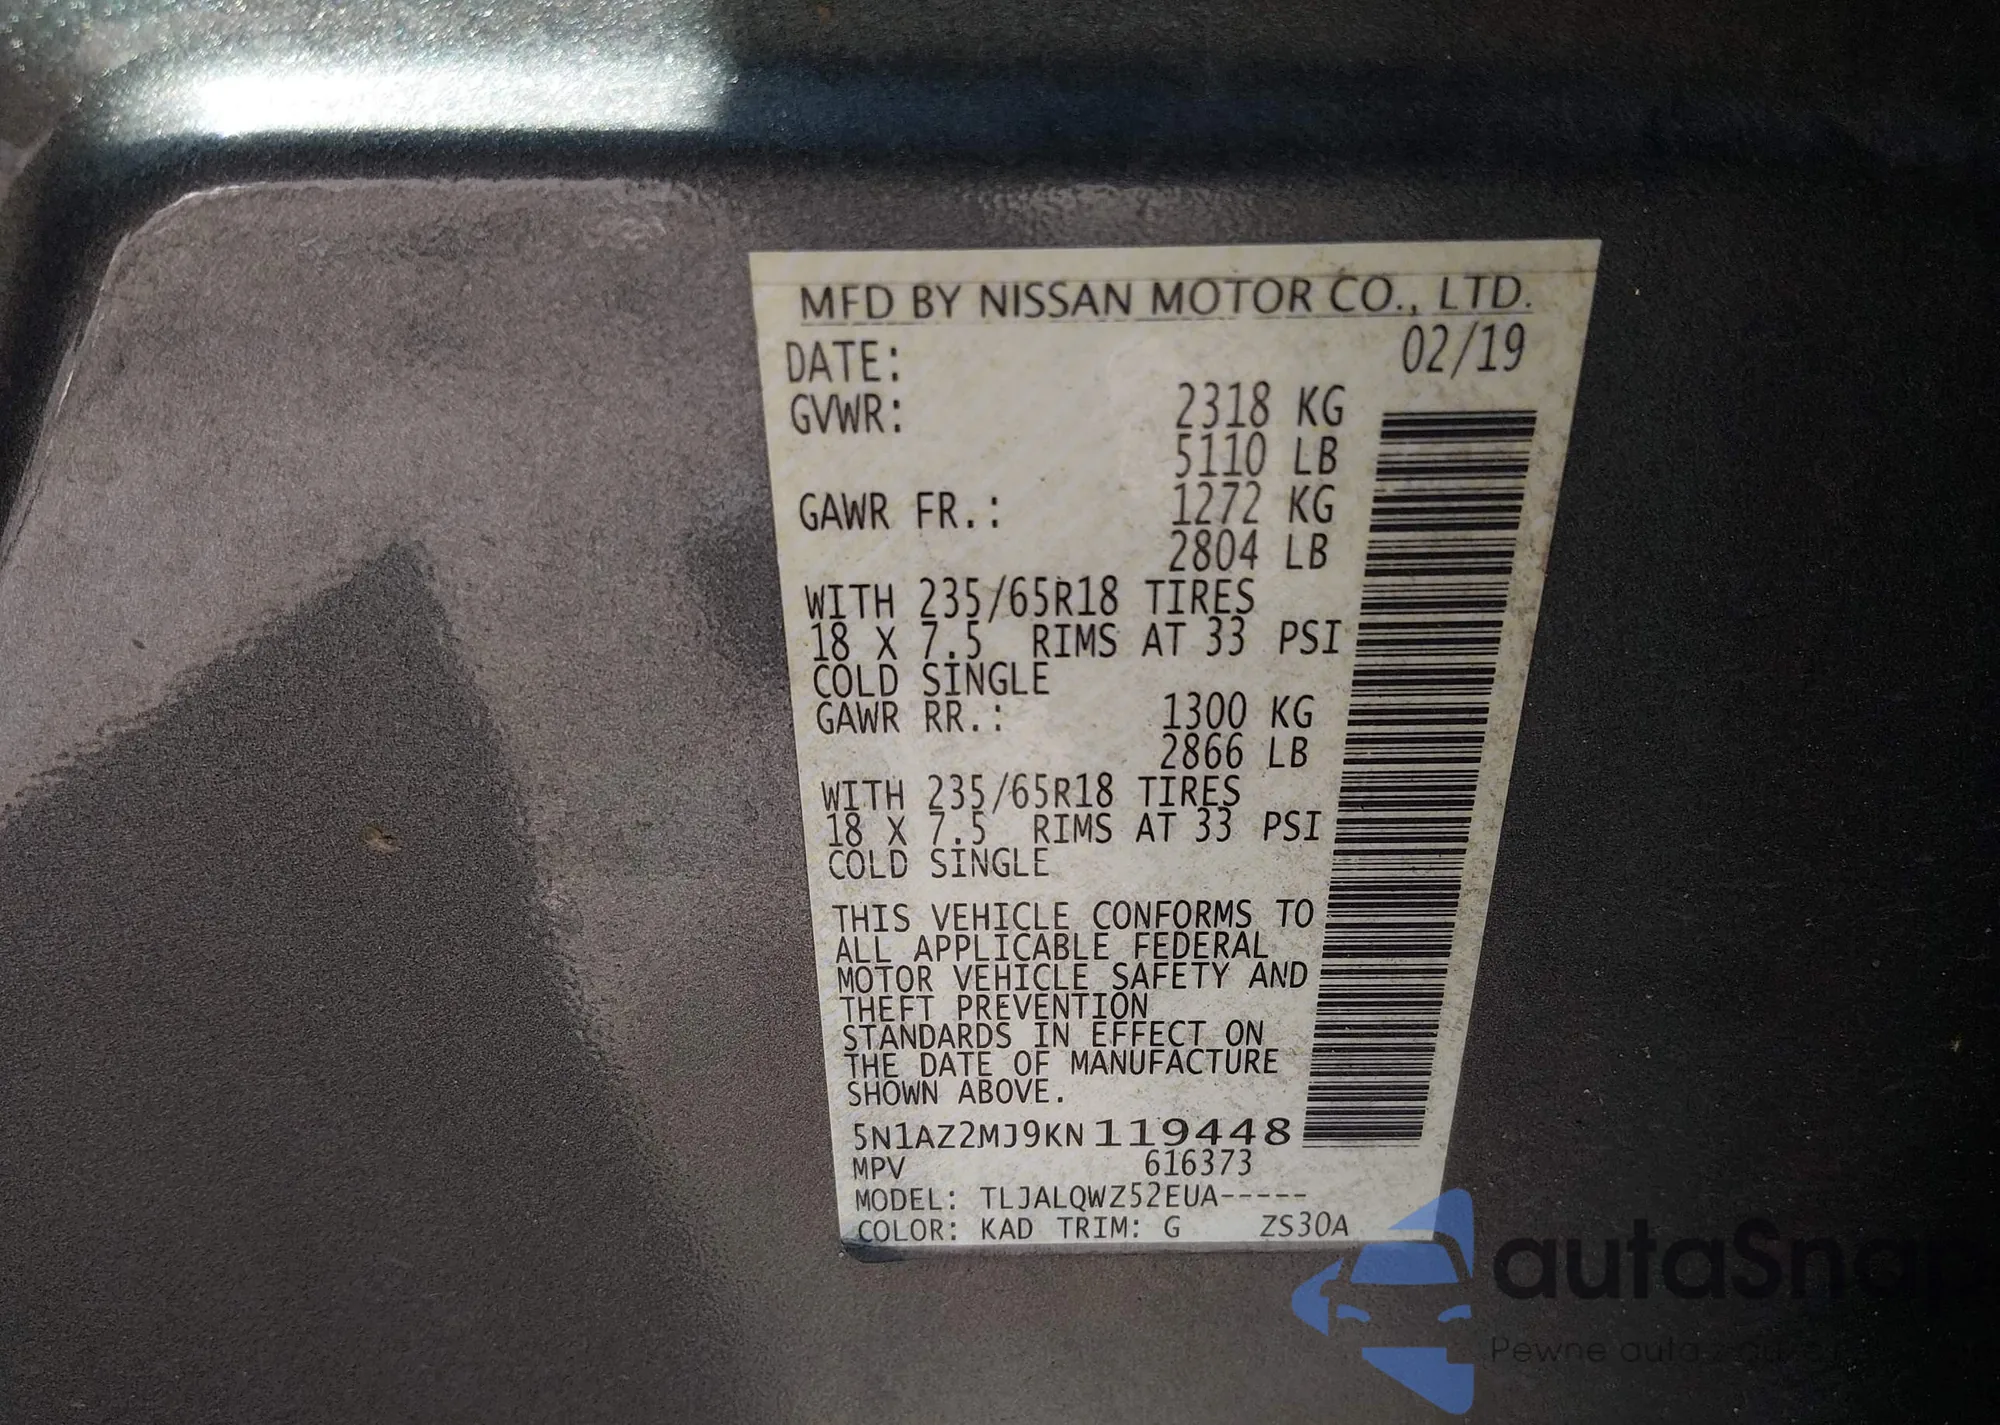 MFD BY NISSAN MOTOR CO., LTD.
DATE: 02/19
GVWR: 2318 KG
5110 LB
GAWR FR.: 1272 KG
2804 LB
WITH 235/65R18 TIRES
18 X 7.5 RIMS AT 33 PSI
COLD SINGLE
GAWR RR.: 1300 KG
2866 LB
WITH 235/65R18 TIRES
18 X 7.5 RIMS AT 33 PSI
COLD SINGLE
THIS VEHICLE CONFORMS TO
ALL APPLICABLE FEDERAL
MOTOR VEHICLE SAFETY AND
THEFT PREVENTION
STANDARDS IN EFFECT ON
THE DATE OF MANUFACTURE
SHOWN ABOVE.
5N1AZ2MJ9KN119448
MPV 616373
MODEL: TLJALQWZ52EUA-----
COLOR: KAD TRIM: G ZS30A
autaSnap
Pewne auta z